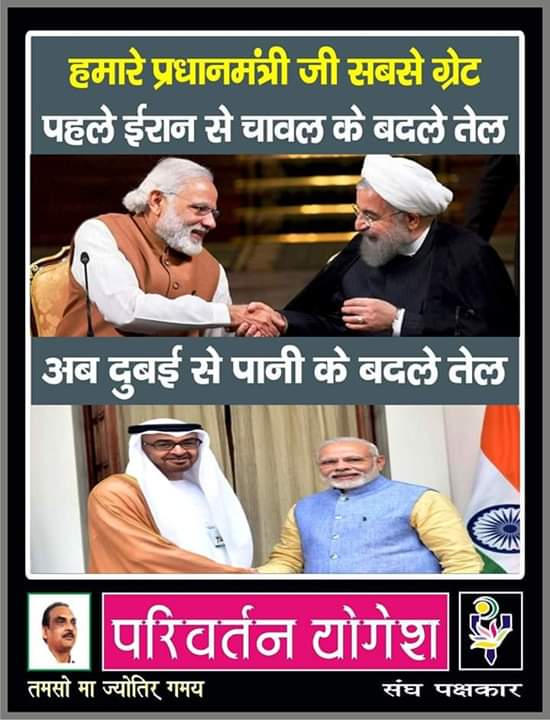 हमारे प्रधानमंत्री जी सबसे ग्रेट
पहले ईरान से चावल के बदले तेल
अब दुबई से पानी के बदले तेल
परिवर्तन योगेश
तमसो मा ज्योतिर् गमय
संघ पक्षकार